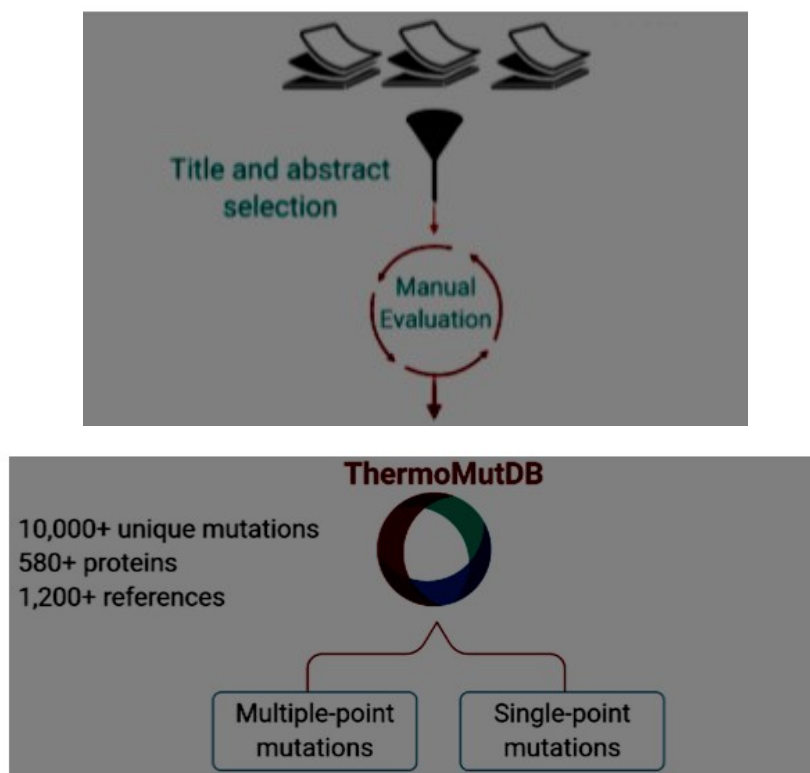 Title and abstract
selection
Manual
Evaluation
ThermoMutDB
10,000+ unique mutations
580+ proteins
1,200+ references
Multiple-point
mutations
Single-point
mutations